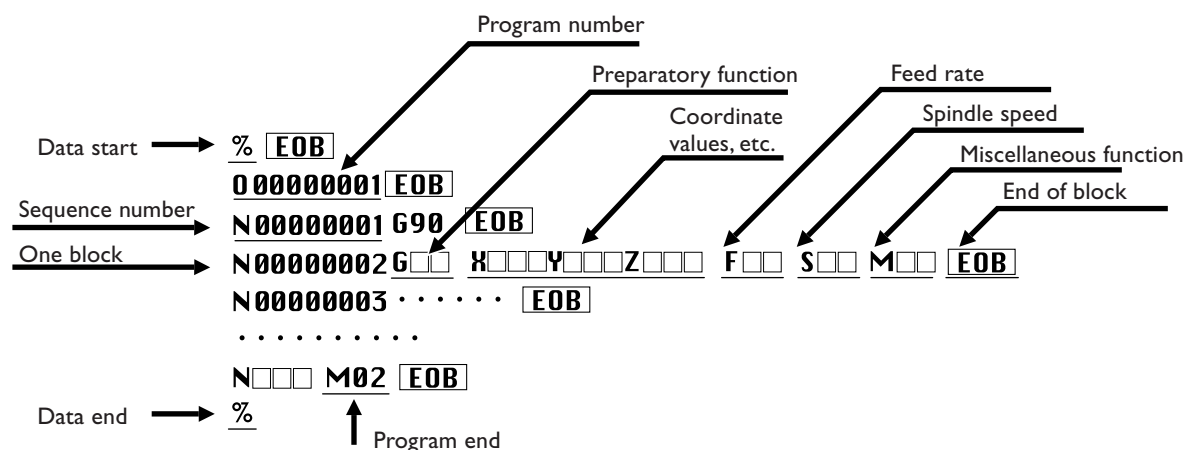 Program number
Preparatory function
Feed rate
Coordinate
values, etc.
Spindle speed
Data start
% EOB
Miscellaneous function
O 00000001 EOB
End of block
Sequence number
N00000001 G90 EOB
One block
N00000002 G□□ X□□□Y□□□Z□□□ F□□ S□□ M□□ EOB
N00000003 · · · · · · EOB
· · · · · · · · · ·
N□□□ M02 EOB
Data end
%
Program end